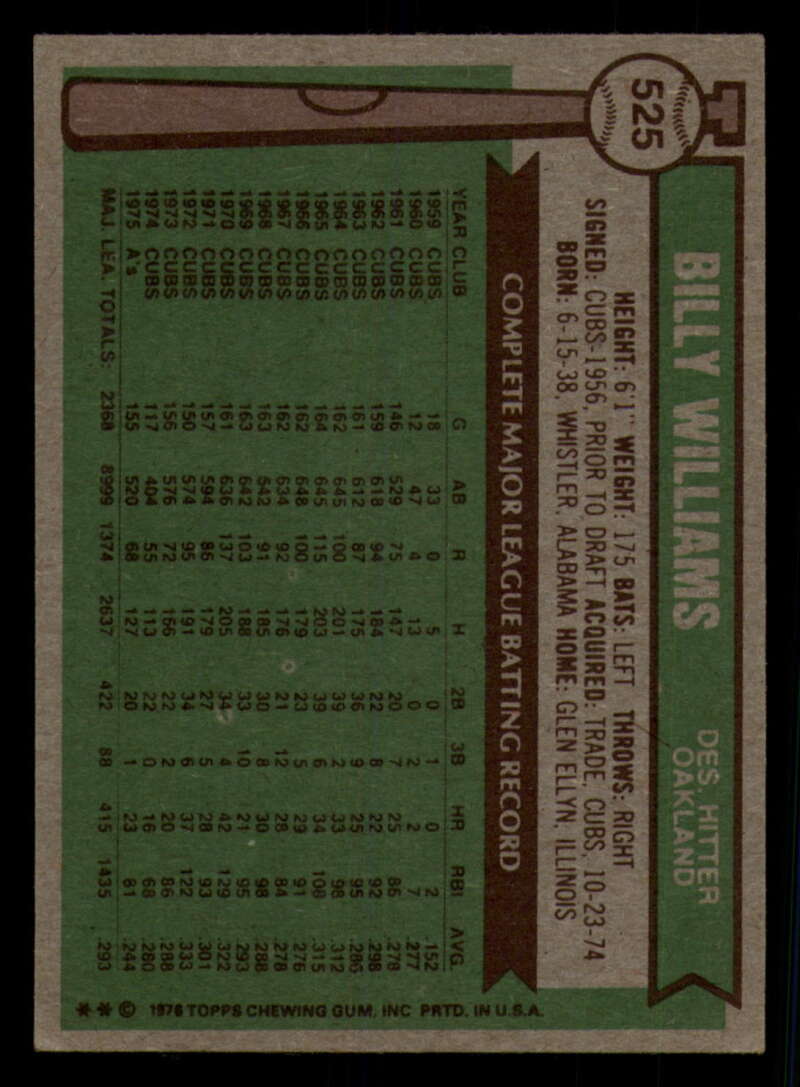 525
BILLY WILLIAMS
DES. HITTER
OAKLAND
HEIGHT: 6'1" WEIGHT: 175 BATS: LEFT THROWS: RIGHT
SIGNED: CUBS-1956, PRIOR TO DRAFT ACQUIRED: TRADE, CUBS, 10-23-74
BORN: 6-15-38, WHISTLER, ALABAMA HOME: GLEN ELLYN, ILLINOIS
COMPLETE MAJOR LEAGUE BATTING RECORD
YEAR CLUB G AB R H 2B 3B HR RBI AVG.
1959 CUBS 18 33 0 5 0 1 0 2 .152
1960 CUBS 12 47 4 13 0 2 2 7 .277
1961 CUBS 146 529 75 147 20 7 25 86 .278
1962 CUBS 159 618 94 184 22 8 22 92 .298
1963 CUBS 161 612 87 175 36 9 25 95 .286
1964 CUBS 162 645 100 201 39 2 33 98 .312
1965 CUBS 164 645 115 203 39 6 34 108 .315
1966 CUBS 162 648 100 179 23 5 29 91 .276
1967 CUBS 162 634 92 176 21 12 28 84 .278
1968 CUBS 163 642 91 185 30 8 30 98 .288
1969 CUBS 163 642 103 188 33 10 21 95 .293
1970 CUBS 161 636 137 205 34 4 42 129 .322
1971 CUBS 157 594 86 179 27 5 28 93 .301
1972 CUBS 150 574 95 191 34 6 37 122 .333
1973 CUBS 156 576 72 166 22 2 20 86 .288
1974 CUBS 117 404 55 113 22 0 16 68 .280
1975 A's 155 520 68 127 20 1 23 81 .244
MAJ. LEA. TOTALS: 2368 8999 1374 2637 422 88 415 1435 .293
** © 1976 TOPPS CHEWING GUM, INC PRTD. IN U.S.A.